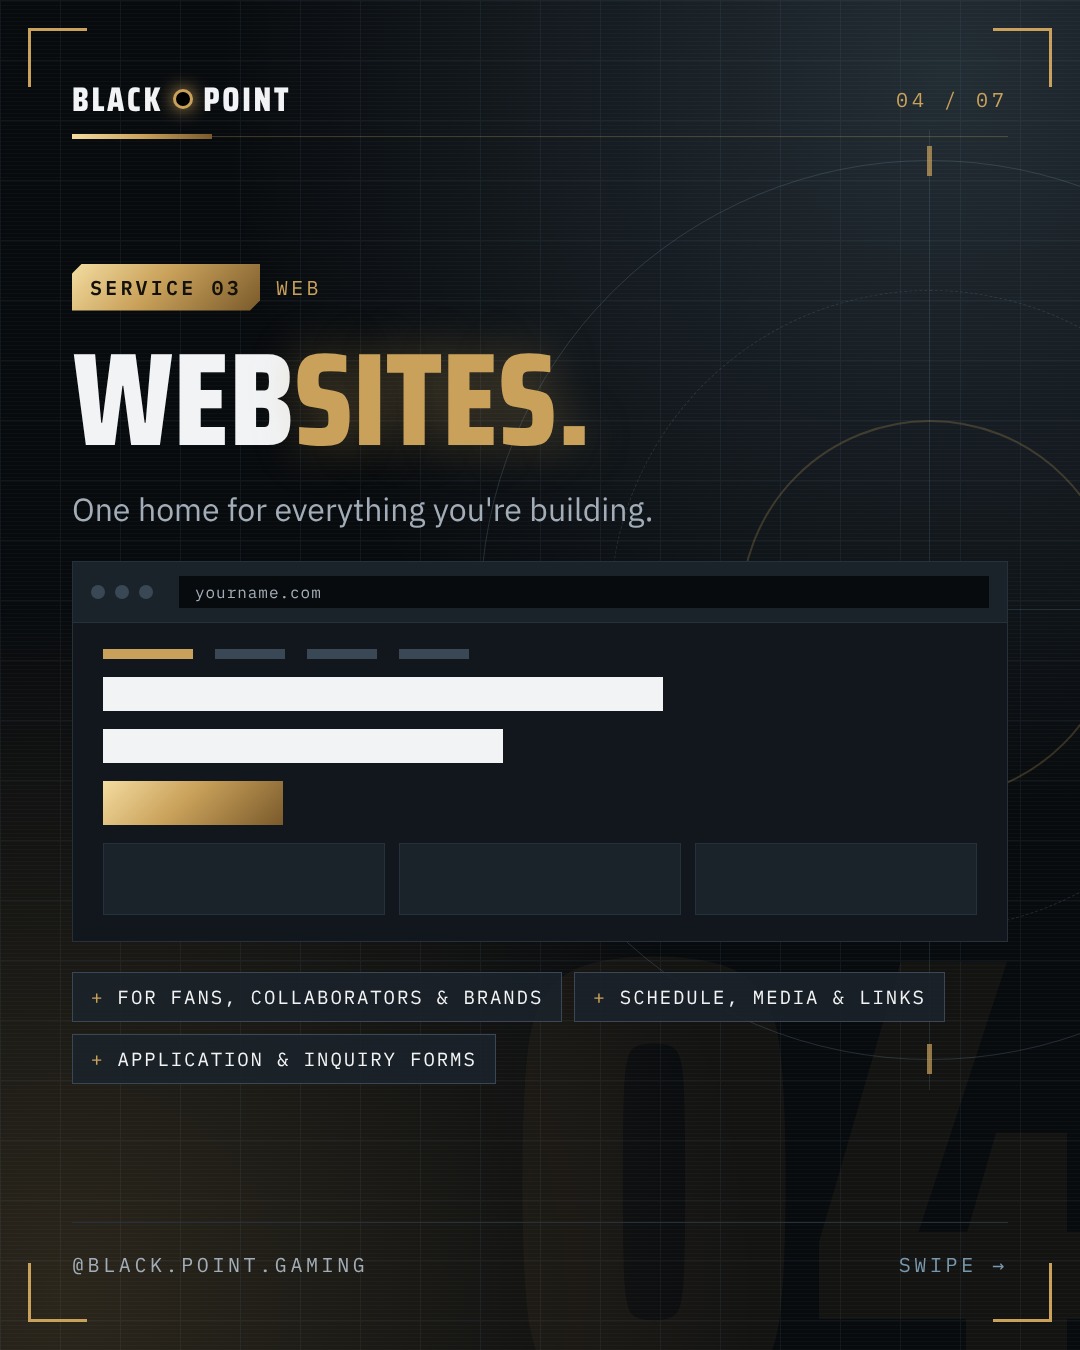 BLACK POINT
04 / 07
SERVICE 03 WEB
WEBSITES.
One home for everything you're building.
yourname.com
+ FOR FANS, COLLABORATORS & BRANDS
+ SCHEDULE, MEDIA & LINKS
+ APPLICATION & INQUIRY FORMS
04
@BLACK.POINT.GAMING
SWIPE →